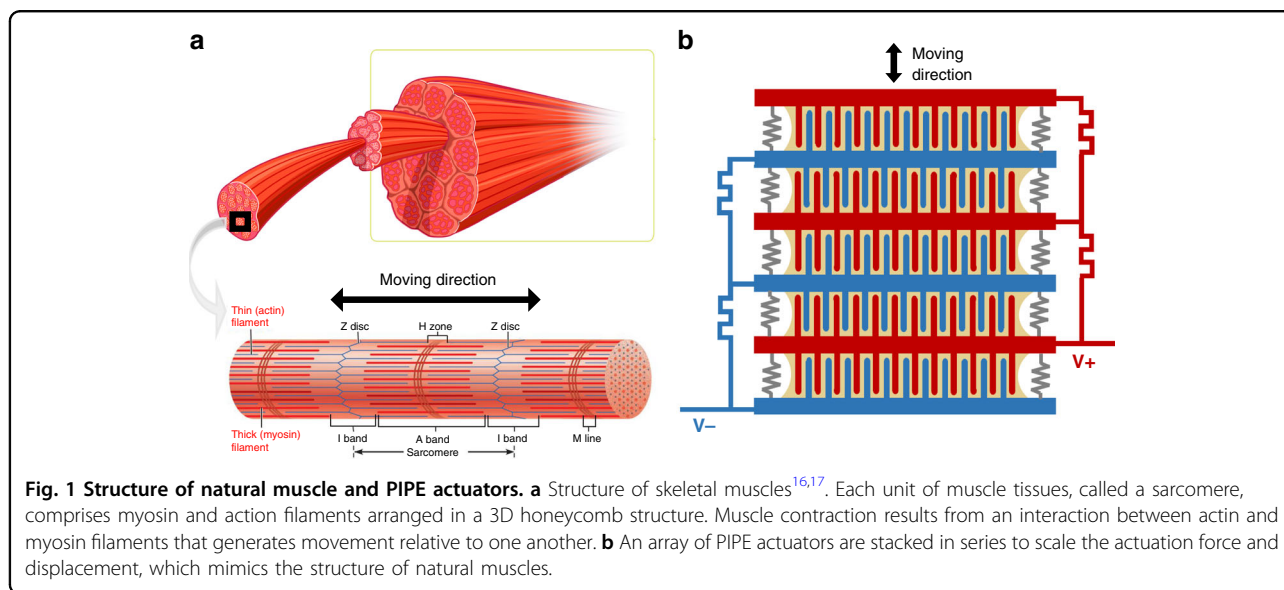 a
b
Moving
direction
Moving direction
Thin (actin)
filament
Z disc
H zone
Z disc
Thick (myosin)
filament
I band
A band
I band
M line
Sarcomere
V+
V−
Fig. 1 Structure of natural muscle and PIPE actuators. a Structure of skeletal muscles16,17. Each unit of muscle tissues, called a sarcomere,
comprises myosin and action filaments arranged in a 3D honeycomb structure. Muscle contraction results from an interaction between actin and
myosin filaments that generates movement relative to one another. b An array of PIPE actuators are stacked in series to scale the actuation force and
displacement, which mimics the structure of natural muscles.